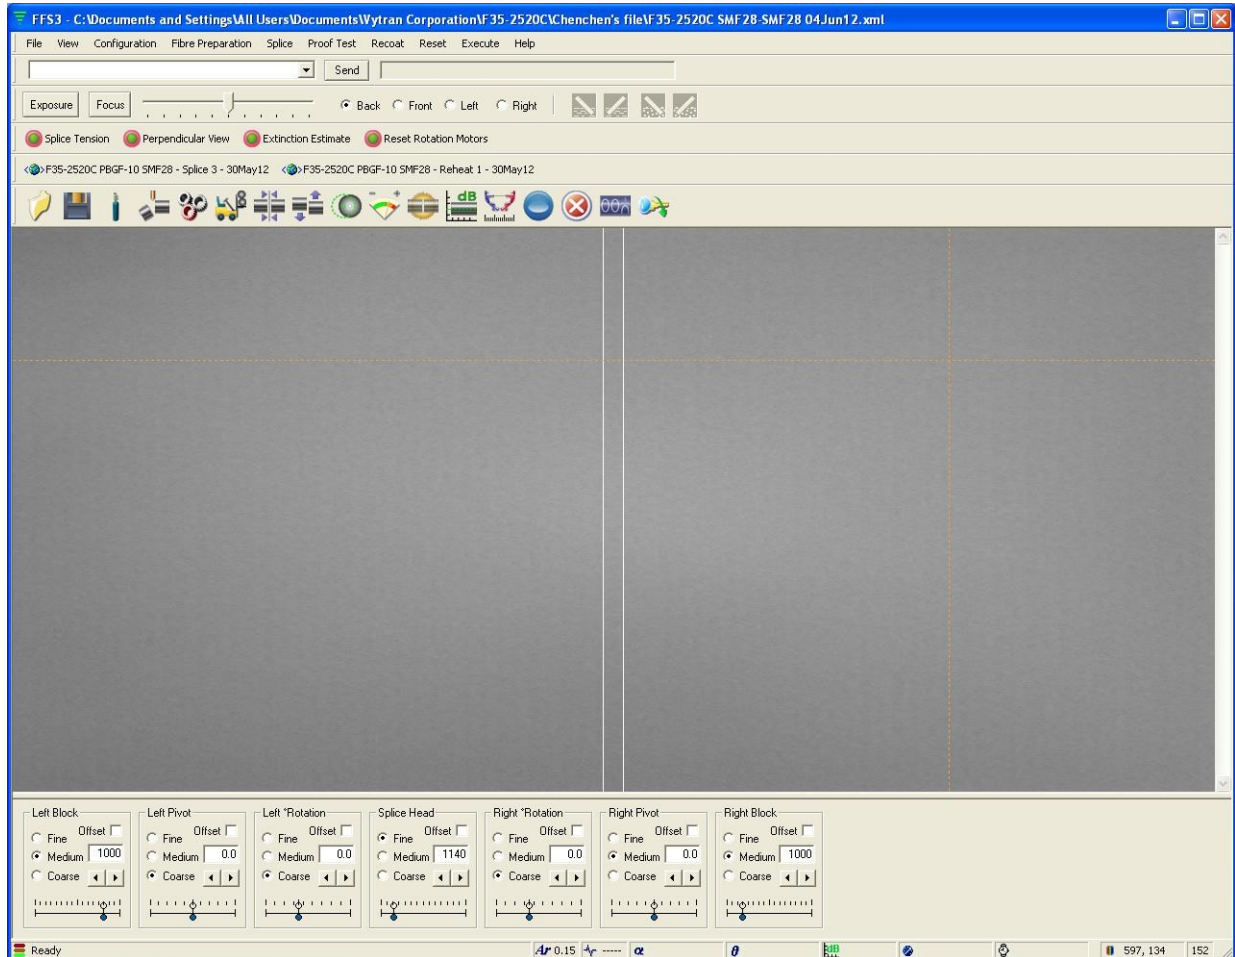 FFS3 - C:\Documents and Settings\All Users\Documents\Vytran Corporation\F35-2520C\Chenchen's file\F35-2520C SMF28-SMF28 04Jun12.xml
File View Configuration Fibre Preparation Splice Proof Test Recoat Reset Execute Help
Send
Exposure Focus Back Front Left Right
Splice Tension Perpendicular View Extinction Estimate Reset Rotation Motors
F35-2520C PBGF-10 SMF28 - Splice 3 - 30May12 F35-2520C PBGF-10 SMF28 - Reheat 1 - 30May12
dB
Left Block Left Pivot Left *Rotation Splice Head Right *Rotation Right Pivot Right Block
Fine Offset Fine Offset Fine Offset Fine Offset Fine Offset Fine Offset Fine Offset
Medium 1000 Medium 0.0 Medium 0.0 Medium 1140 Medium 0.0 Medium 0.0 Medium 1000
Coarse Coarse Coarse Coarse Coarse Coarse Coarse
Ready Ar 0.15 ----- α θ dB 597, 134 152